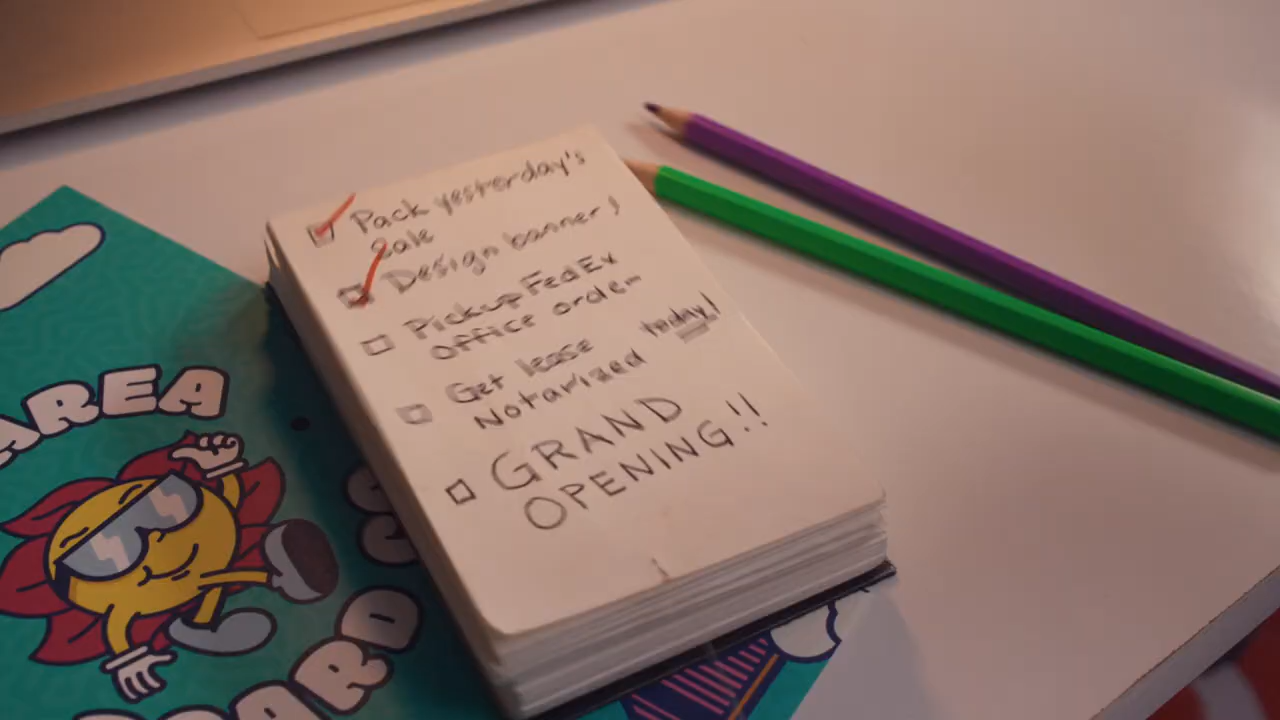 Pack yesterday's
Sale
Design banner!
Pickup FedEx
office order
Get lease today!
Notarized
GRAND
OPENING!!
AREA